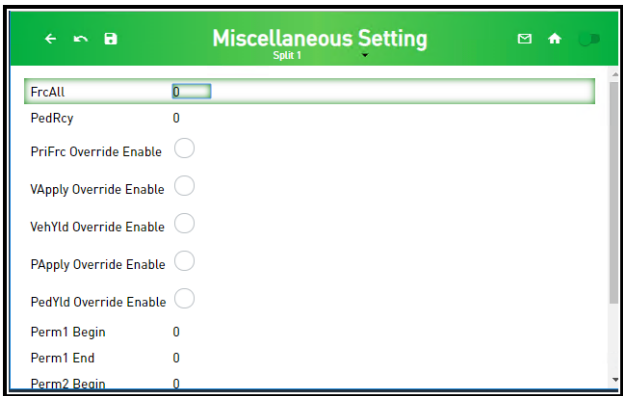 Miscellaneous Setting
Split 1
FrcAll 0
PedRcy 0
PriFrc Override Enable
VApply Override Enable
VehYld Override Enable
PApply Override Enable
PedYld Override Enable
Perm1 Begin 0
Perm1 End 0
Perm2 Begin 0